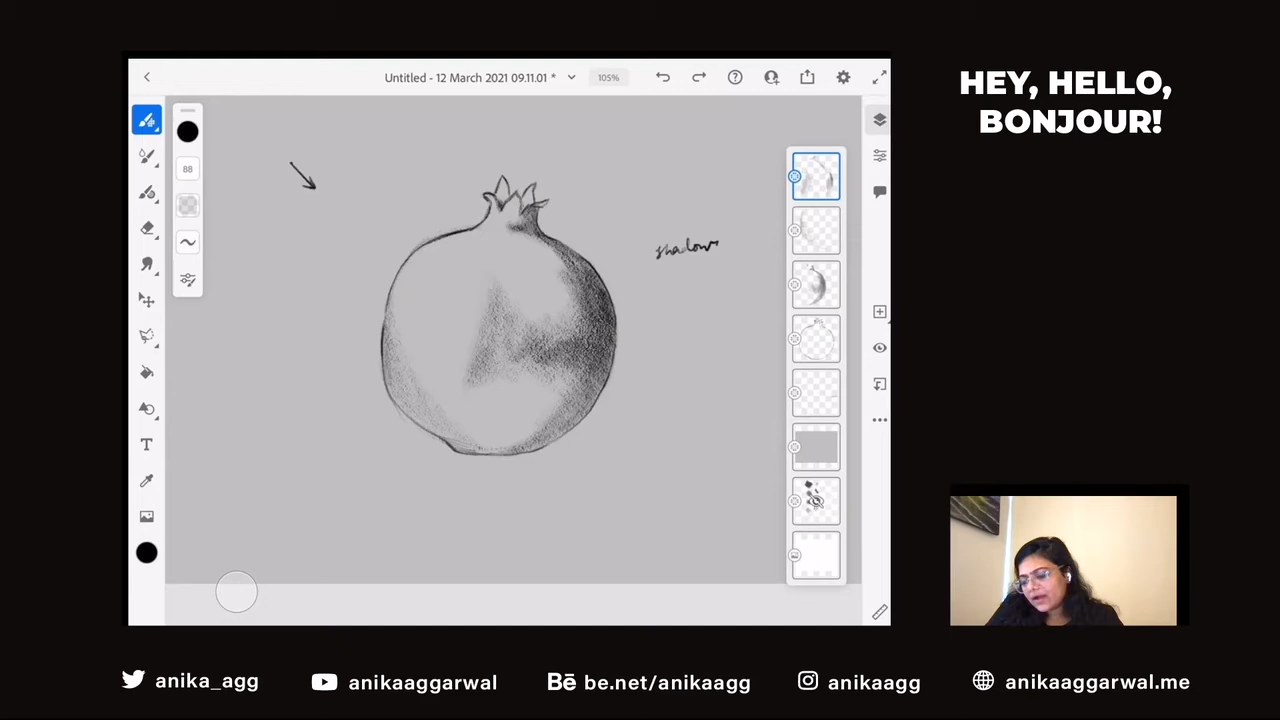 Untitled - 12 March 2021 09.11.01 *
105%
HEY, HELLO,
BONJOUR!
88
shadow
T
anika_agg
anikaaggarwal
Bē be.net/anikaagg
anikaagg
anikaaggarwal.me